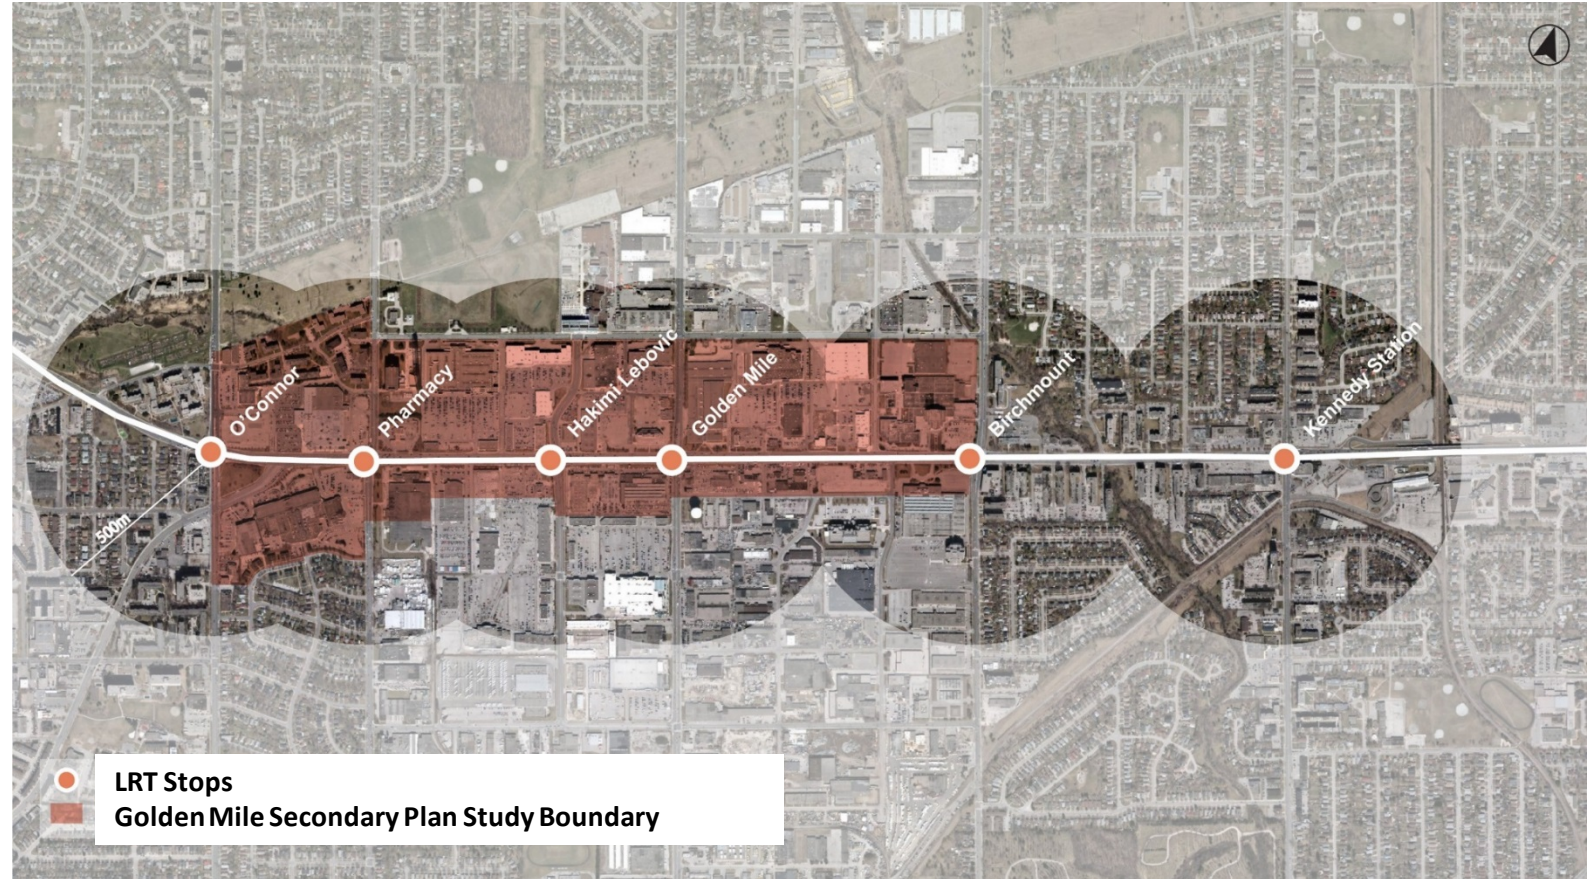 O'Connor
Pharmacy
Hakimi Lebovic
Golden Mile
Birchmount
Kennedy Station
500m
LRT Stops
Golden Mile Secondary Plan Study Boundary